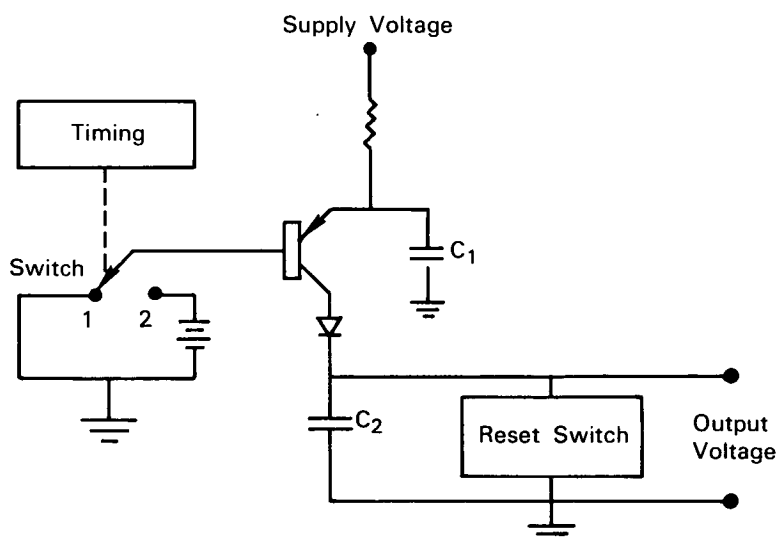 Supply Voltage
Timing
Switch
1
2
C1
C2
Reset Switch
Output
Voltage